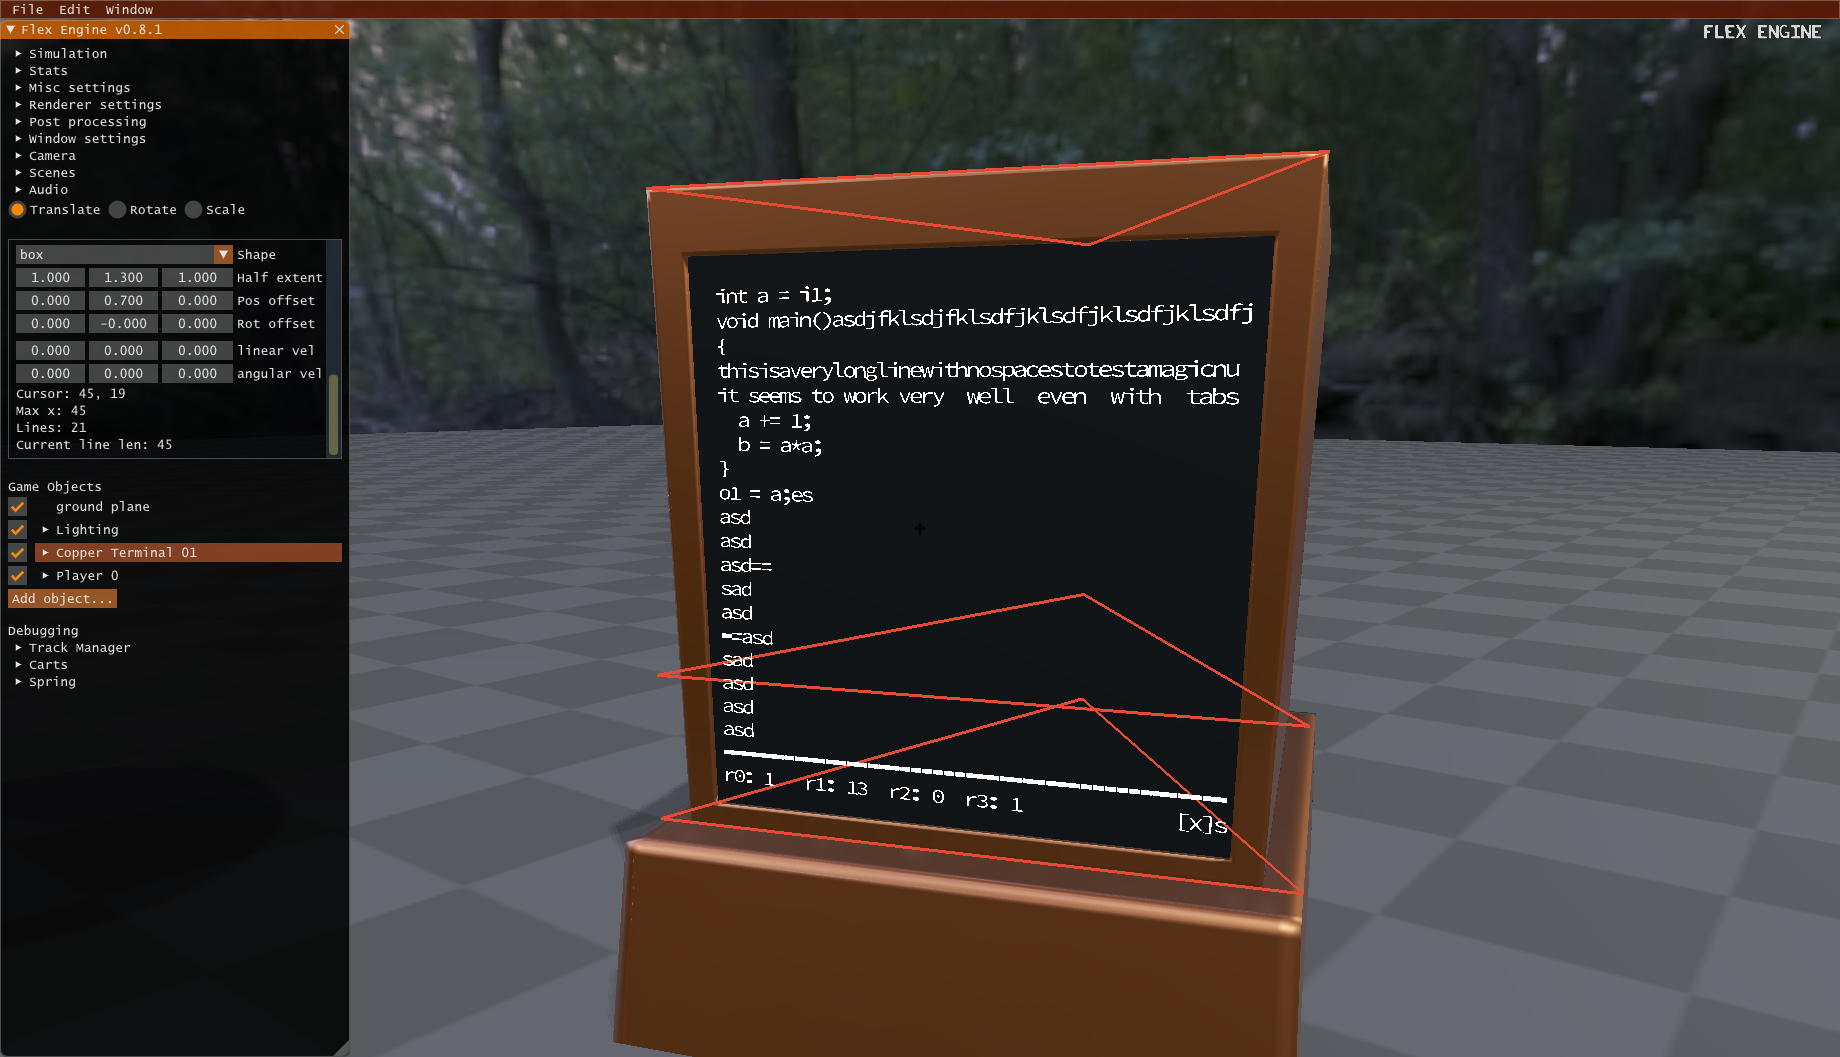 File Edit Window
Flex Engine v0.8.1
FLEX ENGINE
Simulation
Stats
Misc settings
Renderer settings
Post processing
Window settings
Camera
Scenes
Audio
Translate Rotate Scale
box Shape
1.000 1.300 1.000 Half extent
0.000 0.700 0.000 Pos offset
0.000 -0.000 0.000 Rot offset
0.000 0.000 0.000 linear vel
0.000 0.000 0.000 angular vel
Cursor: 45, 19
Max x: 45
Lines: 21
Current line len: 45
Game Objects
ground plane
Lighting
Copper Terminal 01
Player 0
Add object...
Debugging
Track Manager
Carts
Spring
int a = i1;
void main()asdjfklsdjfklsdfjklsdfjklsdfjklsdfj
{
thisisaverylonglinewithnospacestotestamagicnu
it seems to work very well even with tabs
a += 1;
b = a*a;
}
o1 = a;es
asd
asd
asd==
sad
asd
==asd
sad
asd
asd
asd
r0: 1 r1: 13 r2: 0 r3: 1
[x]s